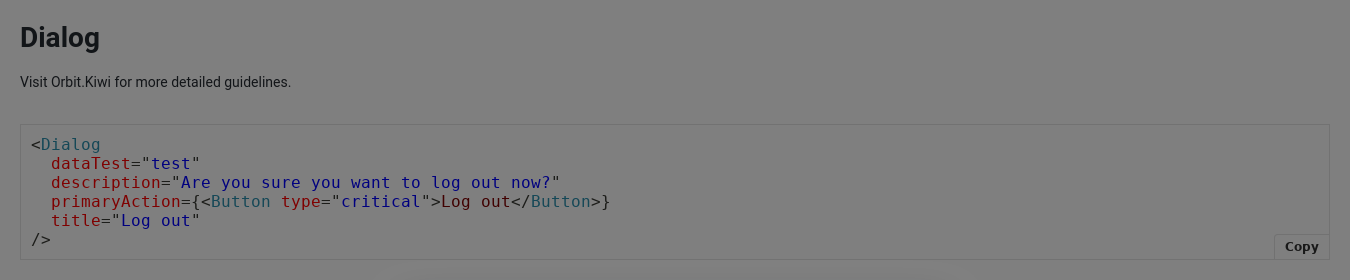 Dialog
Visit Orbit.Kiwi for more detailed guidelines.
<Dialog
  dataTest="test"
  description="Are you sure you want to log out now?"
  primaryAction={<Button type="critical">Log out</Button>}
  title="Log out"
/>
Copy